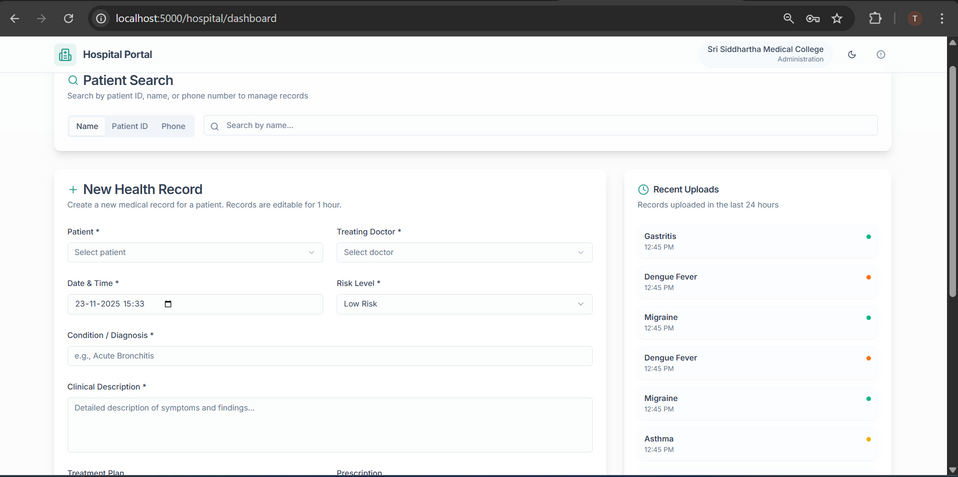 localhost:5000/hospital/dashboard
T
Hospital Portal
Sri Siddhartha Medical College
Administration
Patient Search
Search by patient ID, name, or phone number to manage records
Name Patient ID Phone Search by name...
New Health Record
Create a new medical record for a patient. Records are editable for 1 hour.
Patient * Treating Doctor *
Select patient Select doctor
Date & Time * Risk Level *
23-11-2025 15:33 Low Risk
Condition / Diagnosis *
e.g., Acute Bronchitis
Clinical Description *
Detailed description of symptoms and findings...
Treatment Plan Prescription
Recent Uploads
Records uploaded in the last 24 hours
Gastritis
12:45 PM
Dengue Fever
12:45 PM
Migraine
12:45 PM
Dengue Fever
12:45 PM
Migraine
12:45 PM
Asthma
12:45 PM